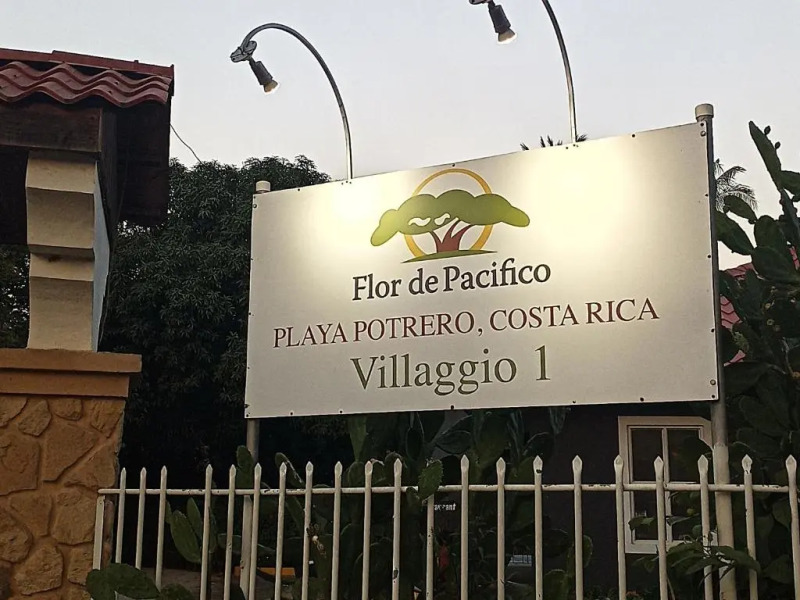 Flor de Pacifico
PLAYA POTRERO, COSTA RICA
Villaggio 1